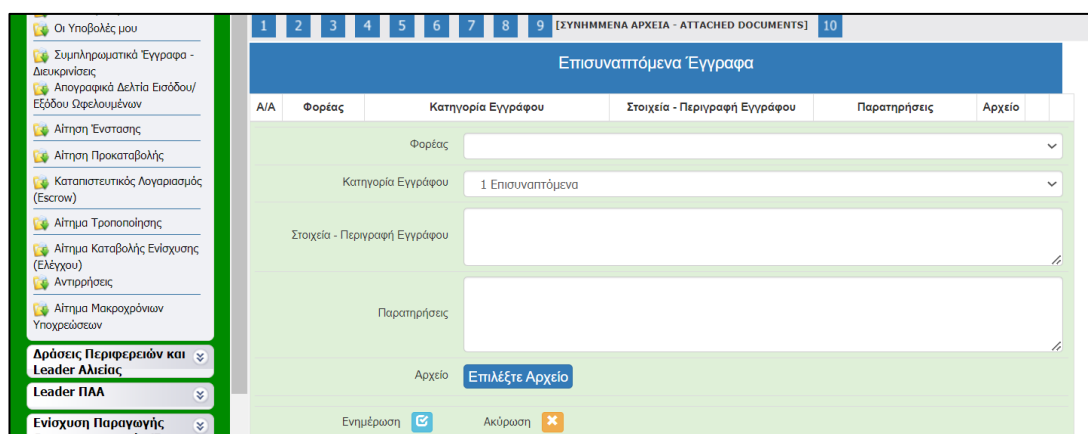 Οι Υποβολές μου
Συμπληρωματικά Έγγραφα -
Διευκρινίσεις
Απογραφικά Δελτία Εισόδου/
Εξόδου Ωφελουμένων
Αίτηση Ένστασης
Αίτηση Προκαταβολής
Καταπιστευτικός Λογαριασμός
(Escrow)
Αίτημα Τροποποίησης
Αίτημα Καταβολής Ενίσχυσης
(Ελέγχου)
Αντιρρήσεις
Αίτημα Μακροχρόνιων
Υποχρεώσεων
Δράσεις Περιφερειών και
Leader Αλιείας
Leader ΠΑΑ
Ενίσχυση Παραγωγής
1 2 3 4 5 6 7 8 9 [ΣΥΝΗΜΜΕΝΑ ΑΡΧΕΙΑ - ATTACHED DOCUMENTS] 10
Επισυναπτόμενα Έγγραφα
Α/Α Φορέας Κατηγορία Εγγράφου Στοιχεία - Περιγραφή Εγγράφου Παρατηρήσεις Αρχείο
Φορέας
Κατηγορία Εγγράφου 1 Επισυναπτόμενα
Στοιχεία - Περιγραφή Εγγράφου
Παρατηρήσεις
Αρχείο Επιλέξτε Αρχείο
Ενημέρωση Ακύρωση